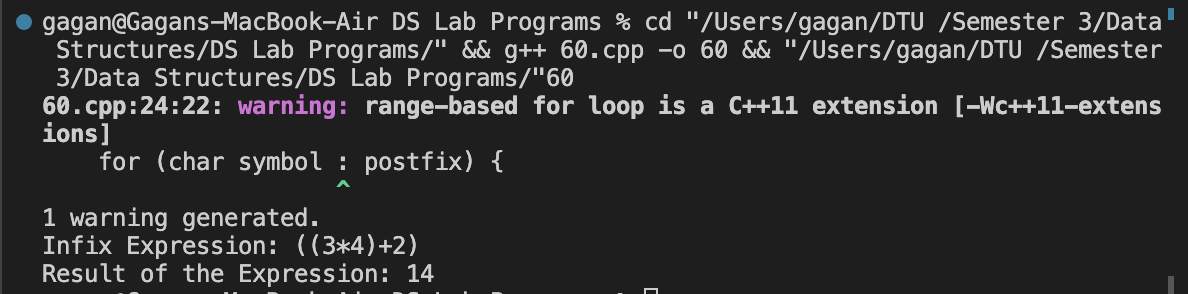 gagan@Gagans-MacBook-Air DS Lab Programs % cd "/Users/gagan/DTU /Semester 3/Data
Structures/DS Lab Programs/" && g++ 60.cpp -o 60 && "/Users/gagan/DTU /Semester
3/Data Structures/DS Lab Programs/"60
60.cpp:24:22: warning: range-based for loop is a C++11 extension [-Wc++11-extens
ions]
for (char symbol : postfix) {
^
1 warning generated.
Infix Expression: ((3*4)+2)
Result of the Expression: 14